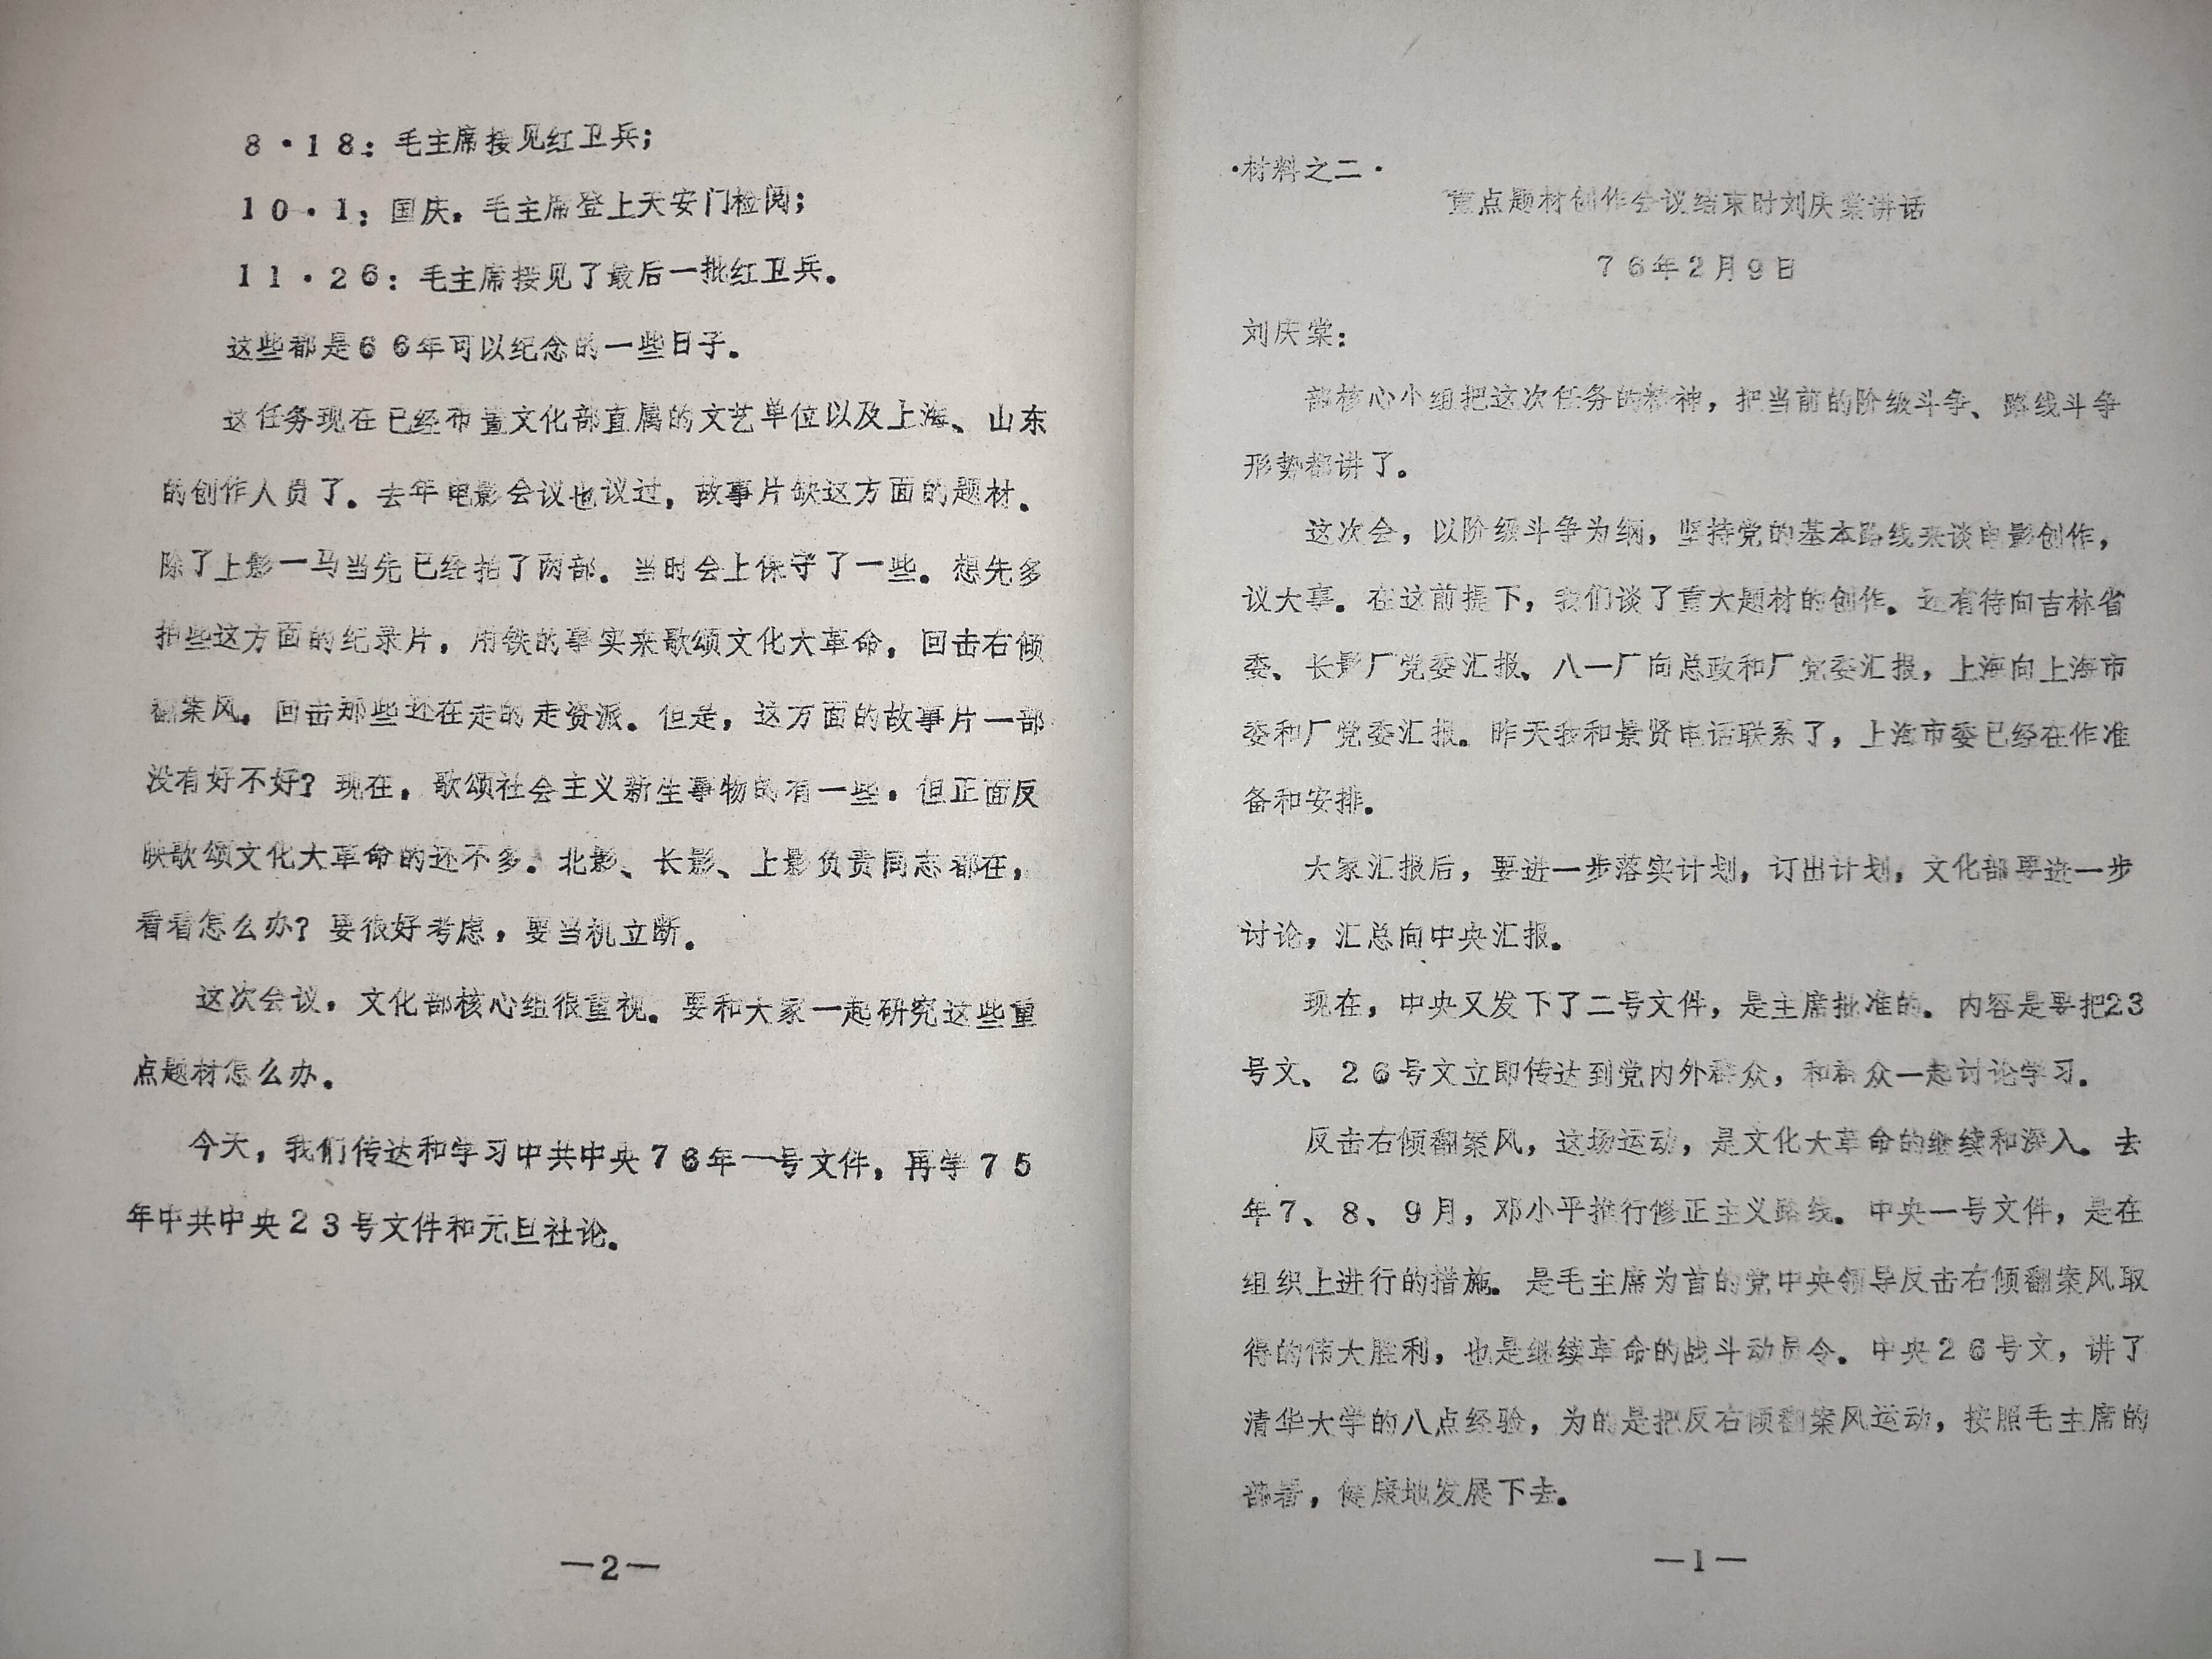 8·18：毛主席接见红卫兵；
10·1：国庆，毛主席登上天安门检阅；
11·26：毛主席接见了最后一批红卫兵。
这些都是66年可以纪念的一些日子。
这任务现在已经布置文化部直属的文艺单位以及上海、山东
的创作人员了。去年电影会议也议过，故事片缺这方面的题材。
除了上影一马当先已经拍了两部。当时会上保守了一些。想先多
拍些这方面的纪录片，用铁的事实来歌颂文化大革命，回击右倾
翻案风，回击那些还在走的走资派。但是，这方面的故事片一部
没有好不好？现在，歌颂社会主义新生事物的有一些，但正面反
映歌颂文化大革命的还不多。北影、长影、上影负责同志都在，
看看怎么办？要很好考虑，要当机立断。
这次会议，文化部核心组很重视。要和大家一起研究这些重
点题材怎么办。
今天，我们传达和学习中共中央76年一号文件，再学75
年中共中央23号文件和元旦社论。
—2—
·材料之二·
重点题材创作会议结束时刘庆棠讲话
76年2月9日
刘庆棠：
部核心小组把这次任务的精神，把当前的阶级斗争、路线斗争
形势都讲了。
这次会，以阶级斗争为纲，坚持党的基本路线来谈电影创作，
议大事。在这前提下，我们谈了重大题材的创作。还有待向吉林省
委、长影厂党委汇报、八一厂向总政和厂党委汇报，上海向上海市
委和厂党委汇报。昨天我和景贤电话联系了，上海市委已经在作准
备和安排。
大家汇报后，要进一步落实计划，订出计划，文化部要进一步
讨论，汇总向中央汇报。
现在，中央又发下了二号文件，是主席批准的。内容是要把23
号文、26号文立即传达到党内外群众，和群众一起讨论学习。
反击右倾翻案风，这场运动，是文化大革命的继续和深入。去
年7、8、9月，邓小平推行修正主义路线。中央一号文件，是在
组织上进行的措施。是毛主席为首的党中央领导反击右倾翻案风取
得的伟大胜利，也是继续革命的战斗动员令。中央26号文，讲了
清华大学的八点经验，为的是把反右倾翻案风运动，按照毛主席的
部署，健康地发展下去。
—1—